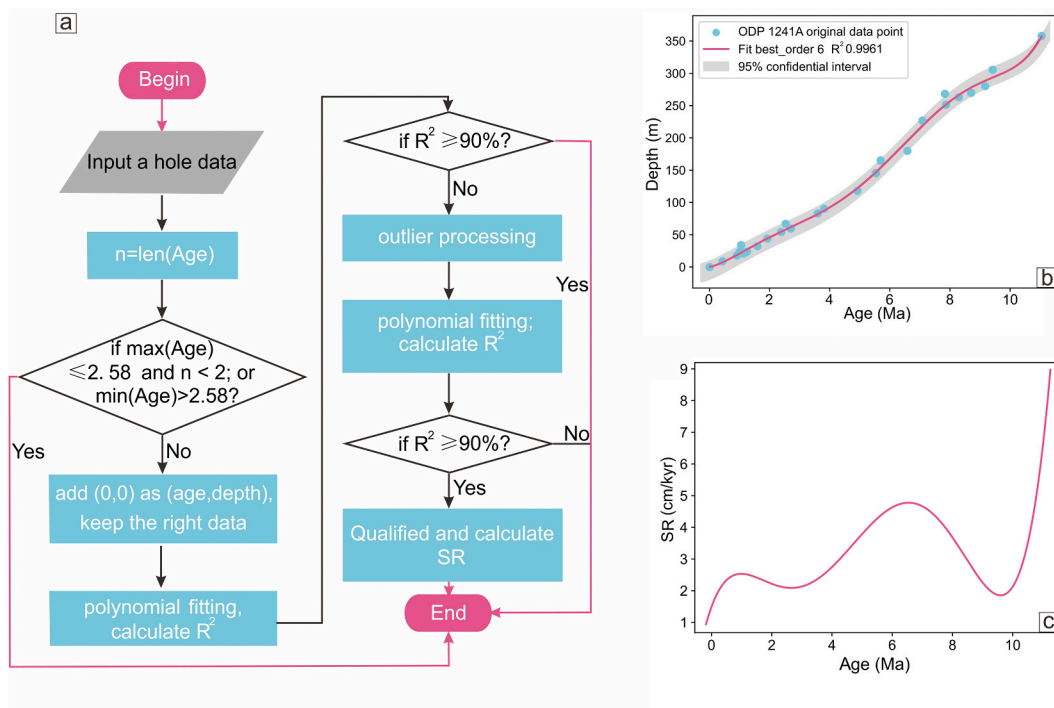 a
Begin
Input a hole data
n=len(Age)
if max(Age)
≤2. 58 and n < 2; or
min(Age)>2.58?
Yes
No
add (0,0) as (age,depth),
keep the right data
polynomial fitting,
calculate R²
if R² ≥90%?
No
Yes
outlier processing
polynomial fitting;
calculate R²
if R² ≥90%?
No
Yes
Qualified and calculate
SR
End
ODP 1241A original data point
Fit best_order 6 R² 0.9961
95% confidential interval
Depth (m)
350
300
250
200
150
100
50
0
0 2 4 6 8 10
Age (Ma)
b
SR (cm/kyr)
9
8
7
6
5
4
3
2
1
0 2 4 6 8 10
Age (Ma)
c